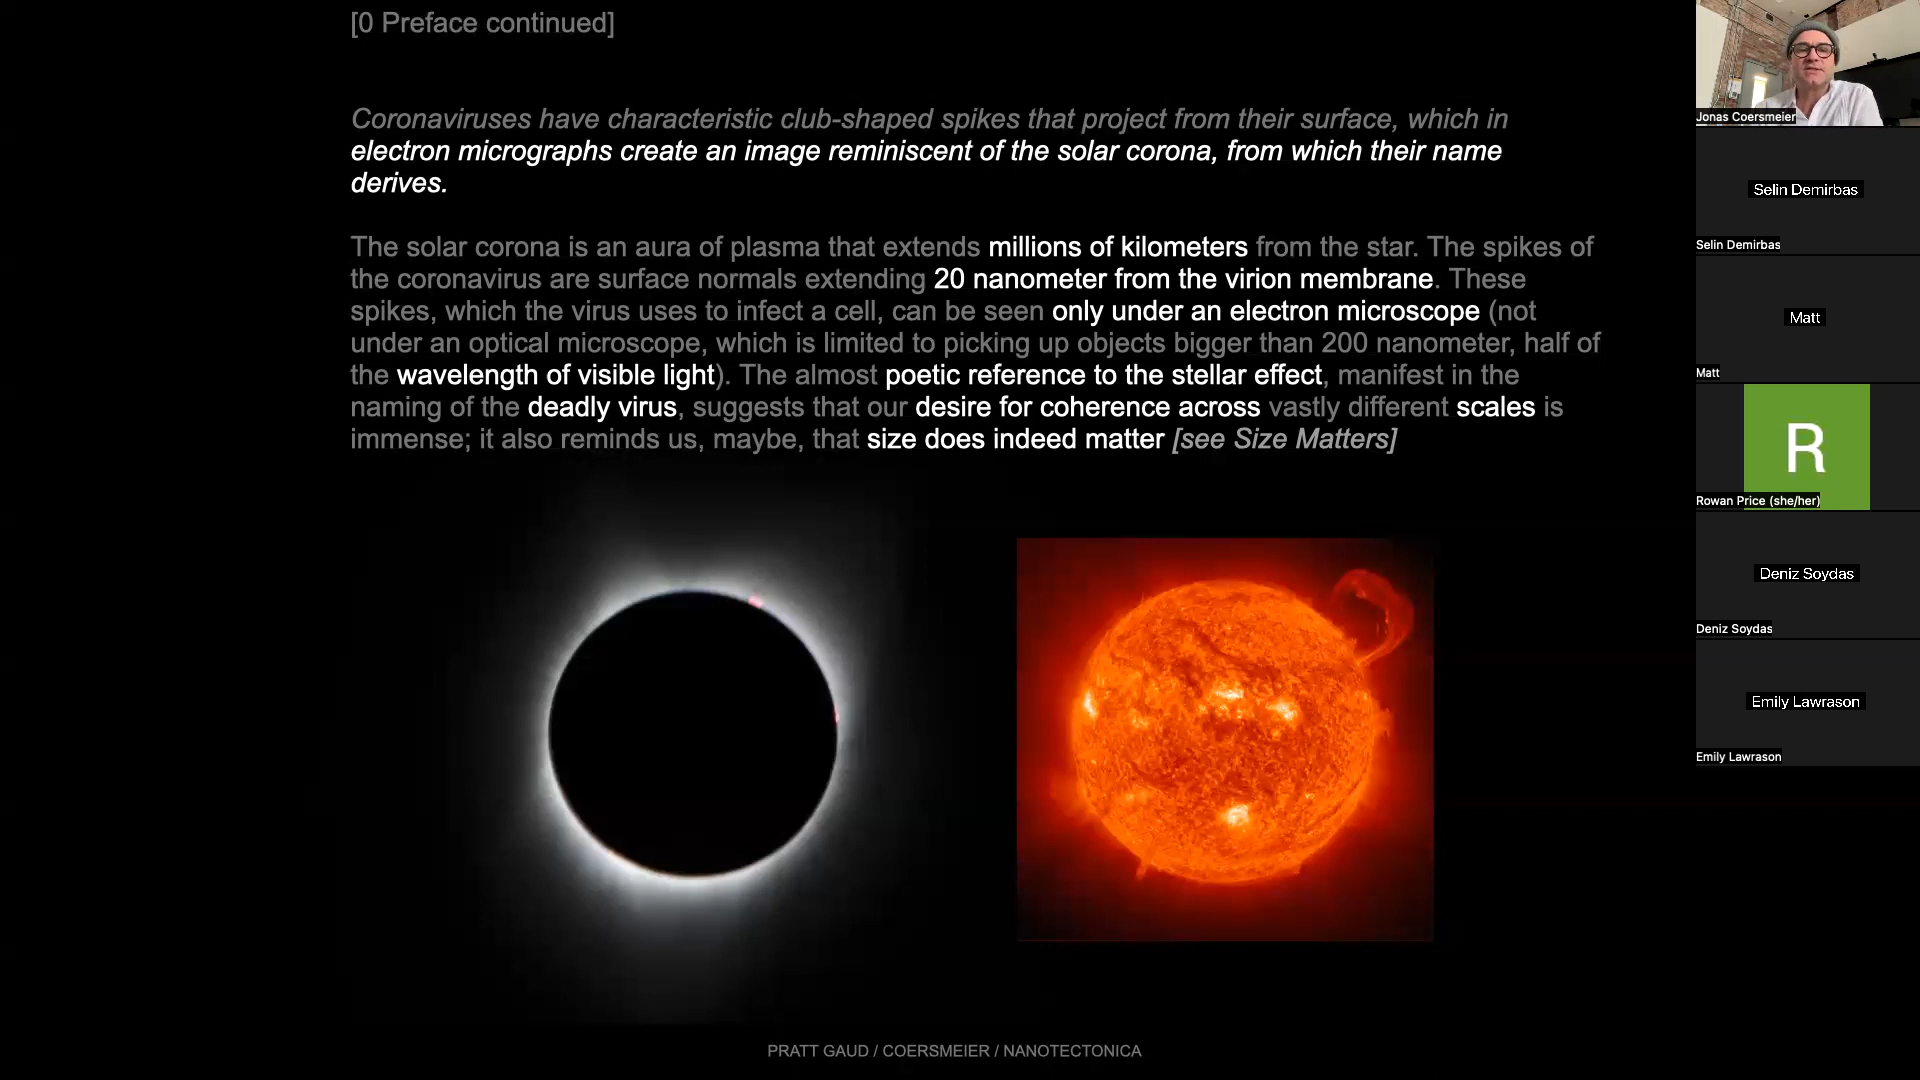 [0 Preface continued]
Coronaviruses have characteristic club-shaped spikes that project from their surface, which in
electron micrographs create an image reminiscent of the solar corona, from which their name
derives.
The solar corona is an aura of plasma that extends millions of kilometers from the star. The spikes of
the coronavirus are surface normals extending 20 nanometer from the virion membrane. These
spikes, which the virus uses to infect a cell, can be seen only under an electron microscope (not
under an optical microscope, which is limited to picking up objects bigger than 200 nanometer, half of
the wavelength of visible light). The almost poetic reference to the stellar effect, manifest in the
naming of the deadly virus, suggests that our desire for coherence across vastly different scales is
immense; it also reminds us, maybe, that size does indeed matter [see Size Matters]
PRATT GAUD / COERSMEIER / NANOTECTONICA
Jonas Coersmeier
Selin Demirbas
Selin Demirbas
Matt
Matt
R
Rowan Price (she/her)
Deniz Soydas
Deniz Soydas
Emily Lawrason
Emily Lawrason